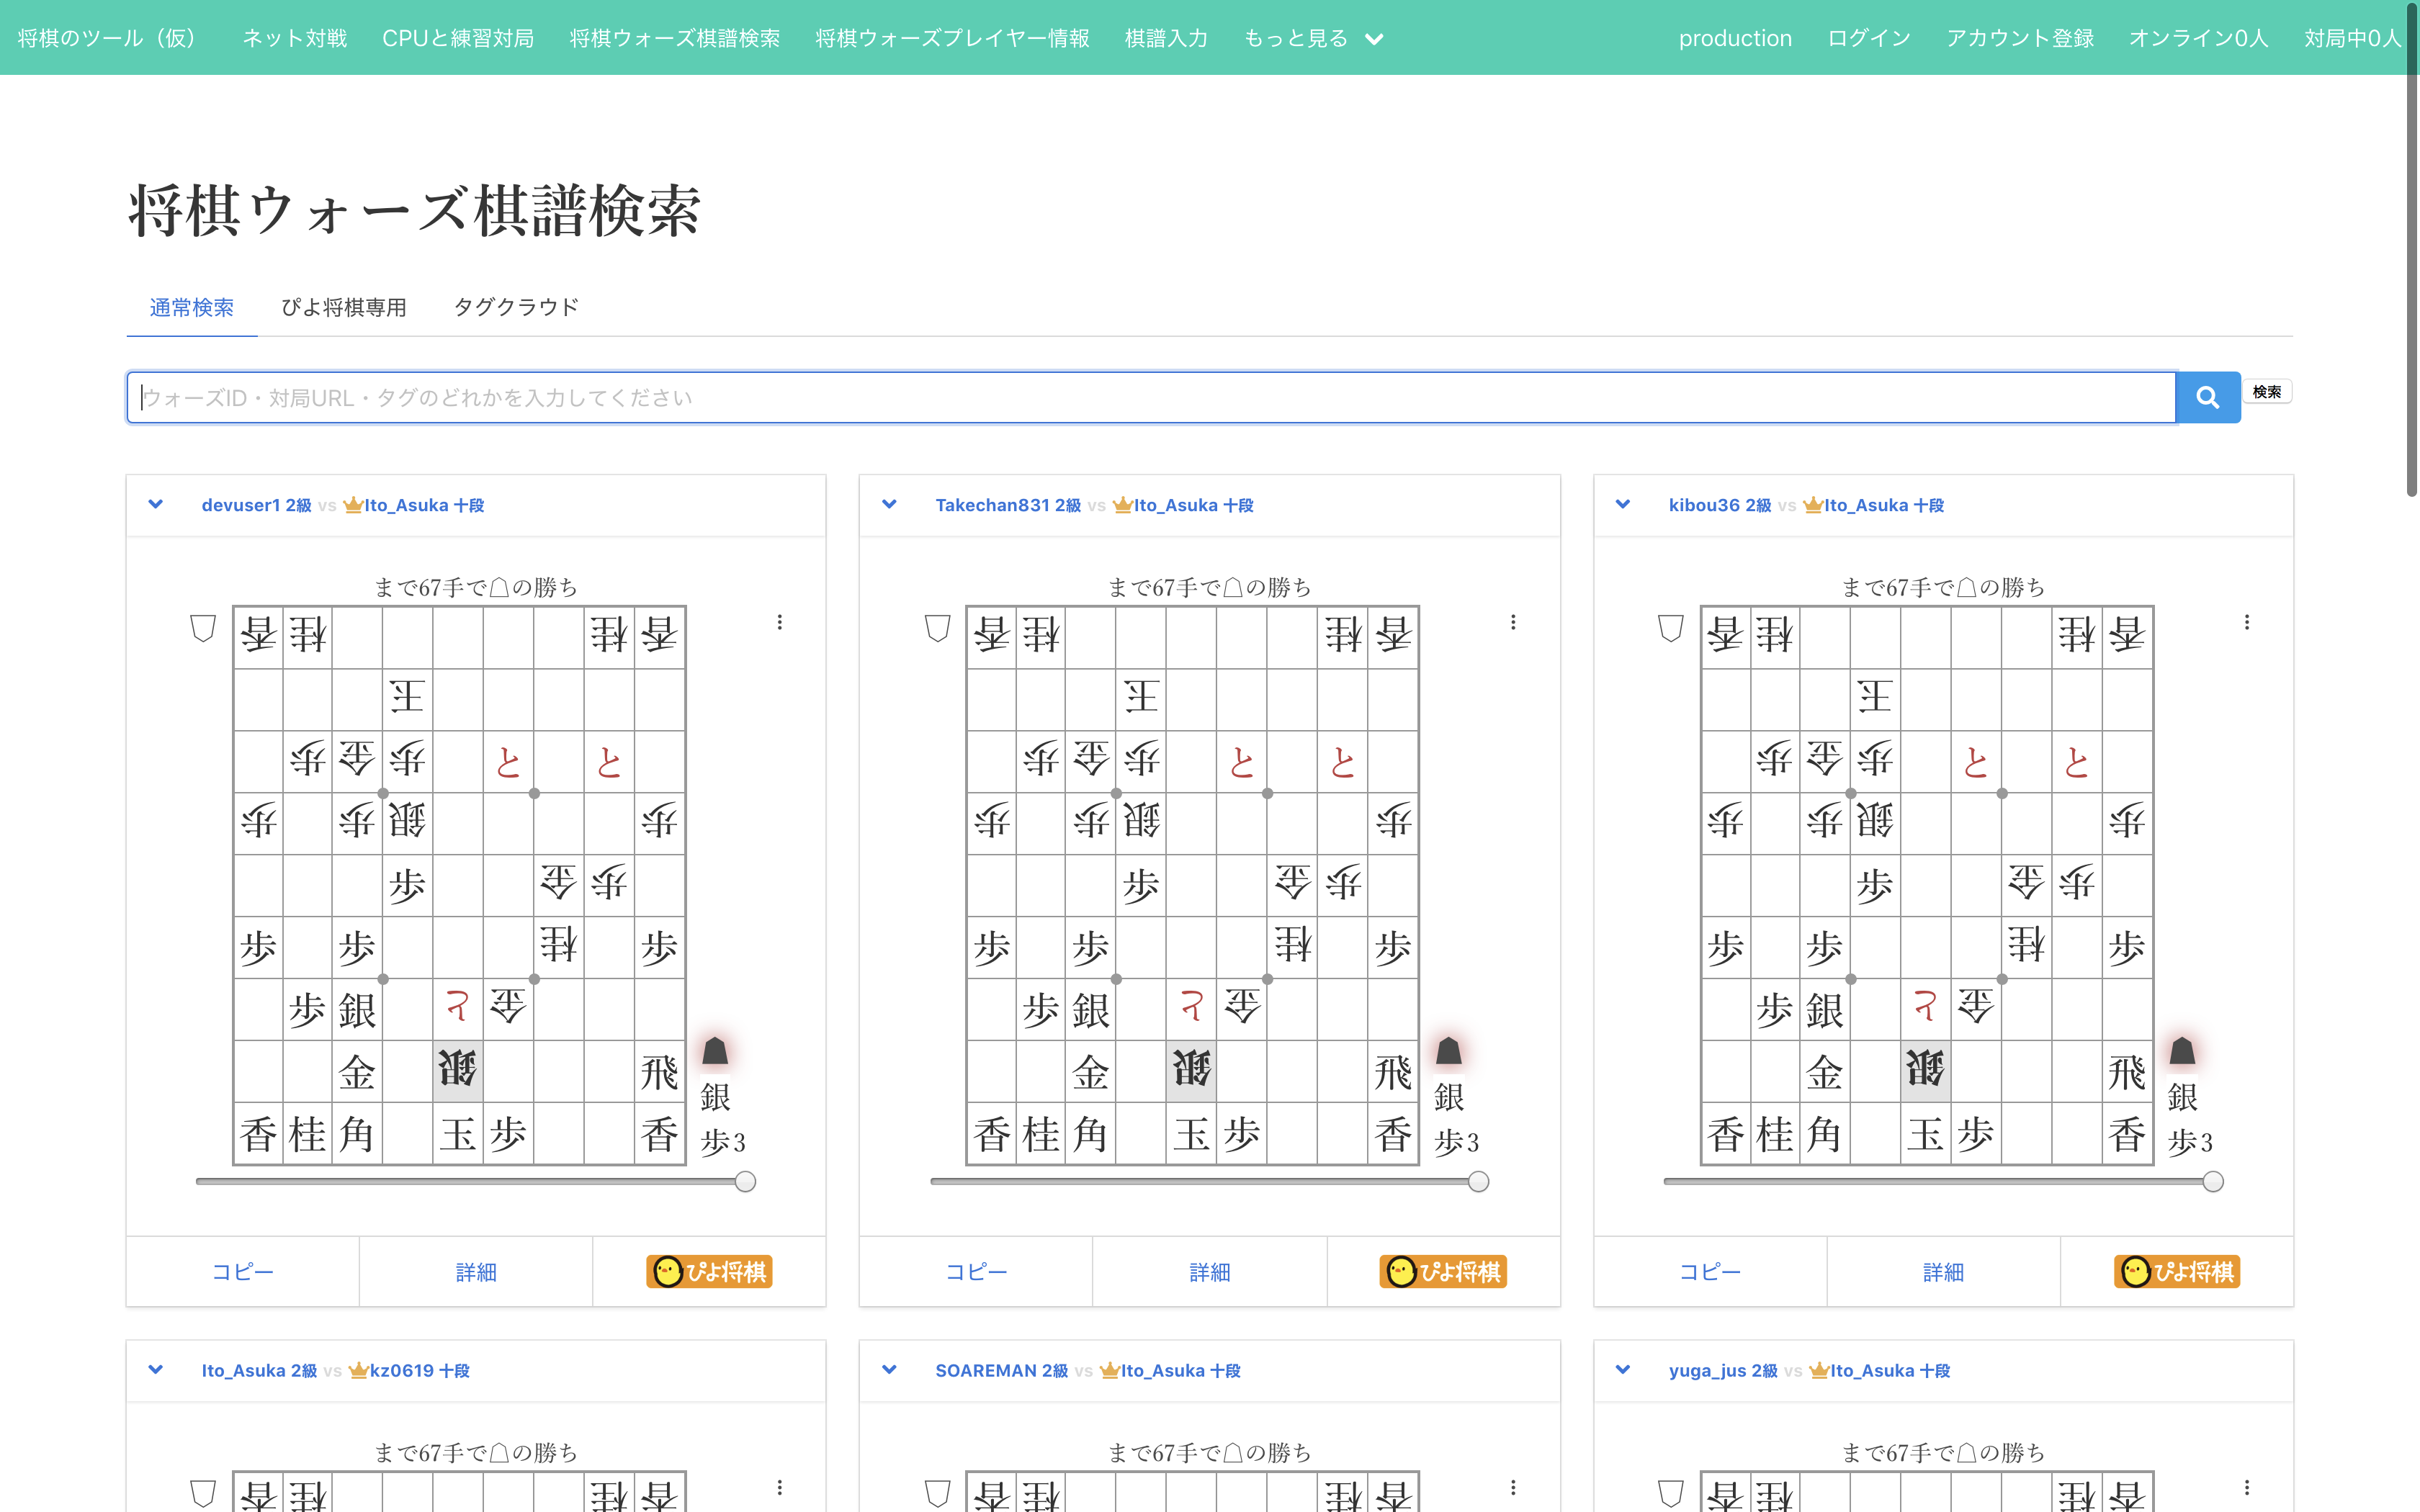 将棋のツール（仮） ネット対戦 CPUと練習対局 将棋ウォーズ棋譜検索 将棋ウォーズプレイヤー情報 棋譜入力 もっと見る production ログイン アカウント登録 オンライン0人 対局中0人
将棋ウォーズ棋譜検索
通常検索 ぴよ将棋専用 タグクラウド
ウォーズID・対局URL・タグのどれかを入力してください 検索
devuser1 2級 vs Ito_Asuka 十段
まで67手で☖の勝ち
香 桂 桂 香
王
歩 金 歩 と と
歩 歩 銀 歩
歩 金 歩
歩 歩 桂 歩
歩 銀 と 金
金 銀 飛
香 桂 角 玉 歩 香
銀
歩3
コピー 詳細 ぴよ将棋
Takechan831 2級 vs Ito_Asuka 十段
まで67手で☖の勝ち
香 桂 桂 香
王
歩 金 歩 と と
歩 歩 銀 歩
歩 金 歩
歩 歩 桂 歩
歩 銀 と 金
金 銀 飛
香 桂 角 玉 歩 香
銀
歩3
コピー 詳細 ぴよ将棋
kibou36 2級 vs Ito_Asuka 十段
まで67手で☖の勝ち
香 桂 桂 香
王
歩 金 歩 と と
歩 歩 銀 歩
歩 金 歩
歩 歩 桂 歩
歩 銀 と 金
金 銀 飛
香 桂 角 玉 歩 香
銀
歩3
コピー 詳細 ぴよ将棋
Ito_Asuka 2級 vs kz0619 十段
まで67手で☖の勝ち
香 桂 桂 香
SOAREMAN 2級 vs Ito_Asuka 十段
まで67手で☖の勝ち
香 桂 桂 香
yuga_jus 2級 vs Ito_Asuka 十段
まで67手で☖の勝ち
香 桂 桂 香